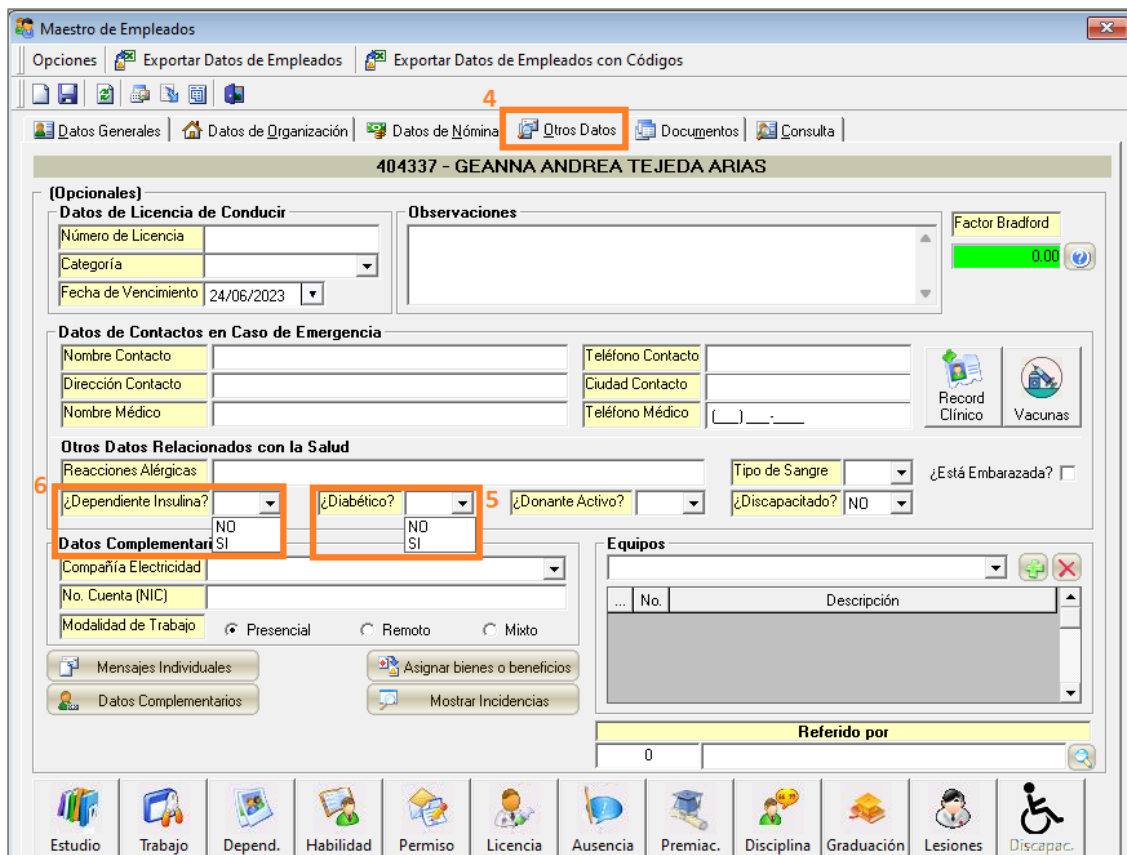 Maestro de Empleados
Opciones Exportar Datos de Empleados Exportar Datos de Empleados con Códigos
4
Datos Generales Datos de Organización Datos de Nómina Otros Datos Documentos Consulta
404337 - GEANNA ANDREA TEJEDA ARIAS
(Opcionales)
Datos de Licencia de Conducir Observaciones
Factor Bradford
Número de Licencia
0.00
Categoría
Fecha de Vencimiento 24/06/2023
Datos de Contactos en Caso de Emergencia
Nombre Contacto Teléfono Contacto
Dirección Contacto Ciudad Contacto
Nombre Médico Teléfono Médico (___) ___-____
Record Clínico Vacunas
Otros Datos Relacionados con la Salud
Reacciones Alérgicas Tipo de Sangre ¿Está Embarazada?
6 ¿Dependiente Insulina? ¿Diabético? 5 ¿Donante Activo? ¿Discapacitado? NO
NO NO
SI SI
Datos Complementari Equipos
Compañía Electricidad
No. Cuenta (NIC) ... No. Descripción
Modalidad de Trabajo Presencial Remoto Mixto
Mensajes Individuales Asignar bienes o beneficios
Datos Complementarios Mostrar Incidencias
Referido por
0
Estudio Trabajo Depend. Habilidad Permiso Licencia Ausencia Premiac. Disciplina Graduación Lesiones Discapac.